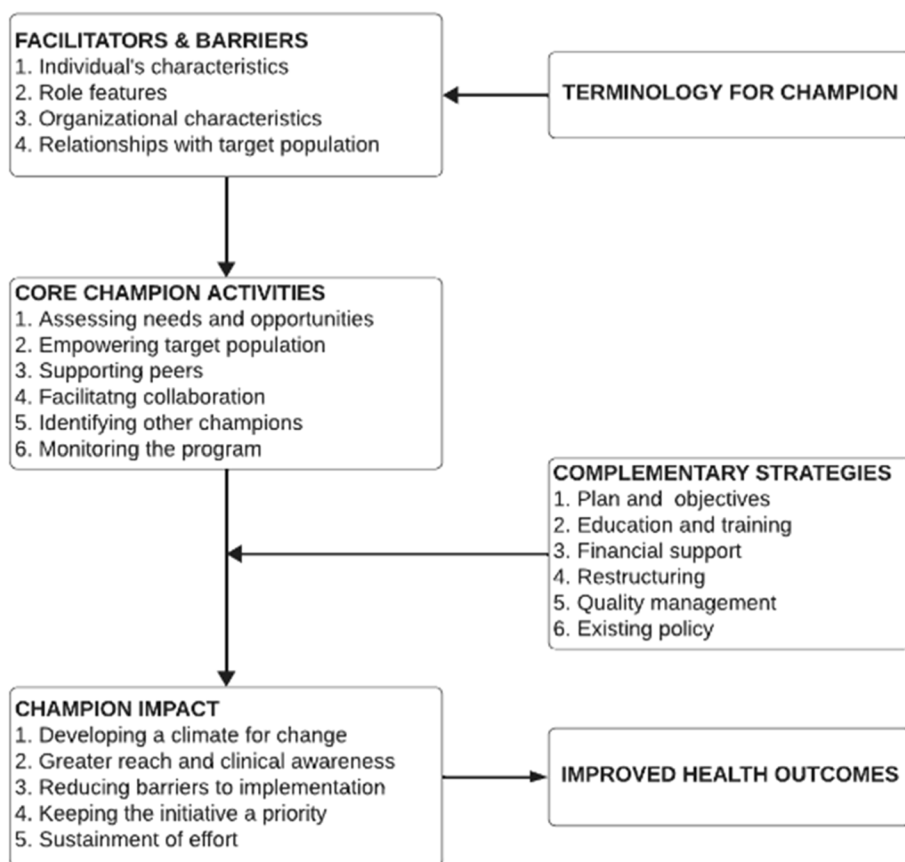 FACILITATORS & BARRIERS
1. Individual's characteristics
2. Role features
3. Organizational characteristics
4. Relationships with target population
TERMINOLOGY FOR CHAMPION
CORE CHAMPION ACTIVITIES
1. Assessing needs and opportunities
2. Empowering target population
3. Supporting peers
4. Facilitatng collaboration
5. Identifying other champions
6. Monitoring the program
COMPLEMENTARY STRATEGIES
1. Plan and objectives
2. Education and training
3. Financial support
4. Restructuring
5. Quality management
6. Existing policy
CHAMPION IMPACT
1. Developing a climate for change
2. Greater reach and clinical awareness
3. Reducing barriers to implementation
4. Keeping the initiative a priority
5. Sustainment of effort
IMPROVED HEALTH OUTCOMES